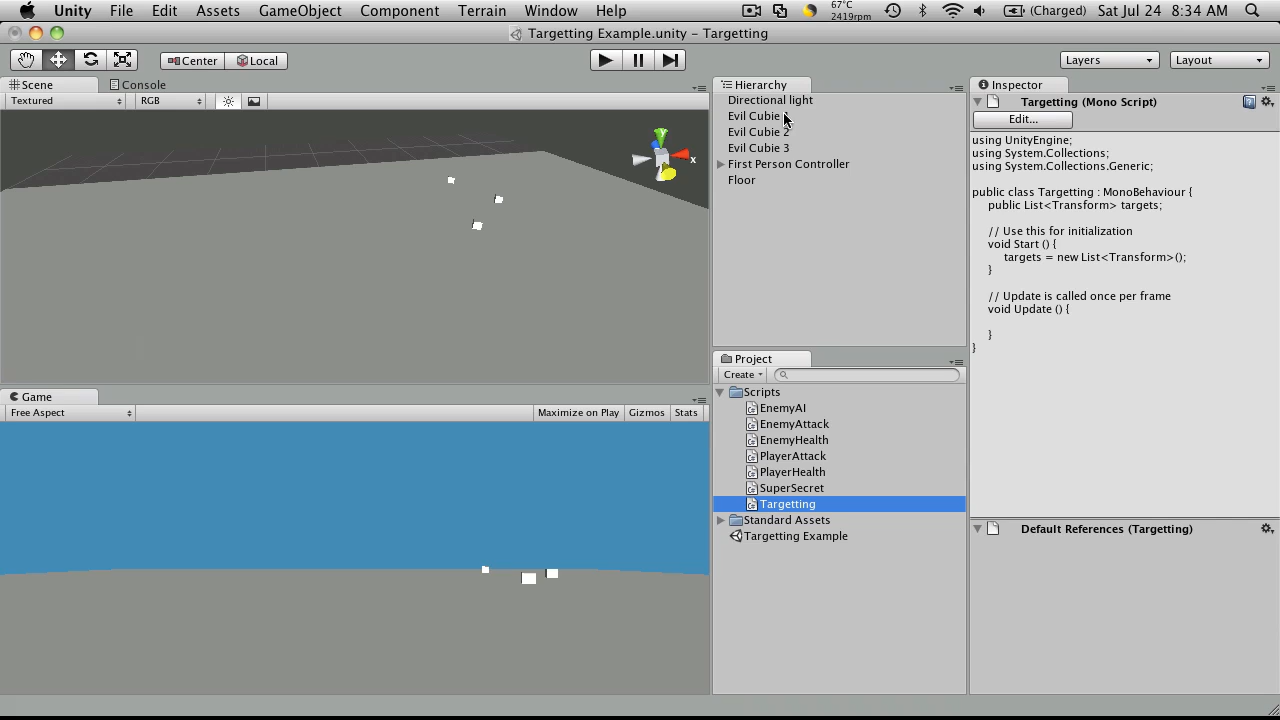 Unity File Edit Assets GameObject Component Terrain Window Help 67°C 2419rpm (Charged) Sat Jul 24 8:34 AM
Targetting Example.unity – Targetting
Center Local Layers Layout
Scene Console
Textured RGB
x
y
Game
Free Aspect Maximize on Play Gizmos Stats
Hierarchy
Directional light
Evil Cubie
Evil Cubie 2
Evil Cubie 3
First Person Controller
Floor
Project
Create
Scripts
EnemyAI
EnemyAttack
EnemyHealth
PlayerAttack
PlayerHealth
SuperSecret
Targetting
Standard Assets
Targetting Example
Inspector
Targetting (Mono Script)
Edit...
using UnityEngine;
using System.Collections;
using System.Collections.Generic;
public class Targetting : MonoBehaviour {
public List<Transform> targets;
// Use this for initialization
void Start () {
targets = new List<Transform>();
}
// Update is called once per frame
void Update () {
}
}
Default References (Targetting)